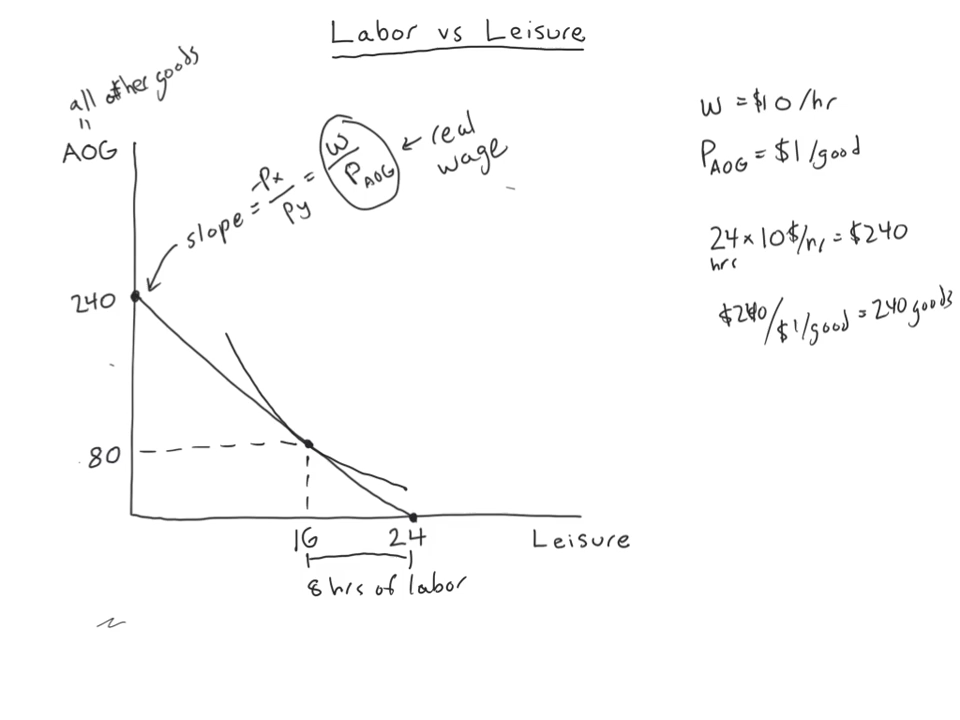 Labor vs Leisure
all other goods
"
AOG
slope = -Px/Py = W/PAOG ← real wage
240
80
16
24
Leisure
8 hrs of labor
W = $10/hr
PAOG = $1/good
24 × 10$/hr = $240
hrs
$240/$1/good = 240 goods